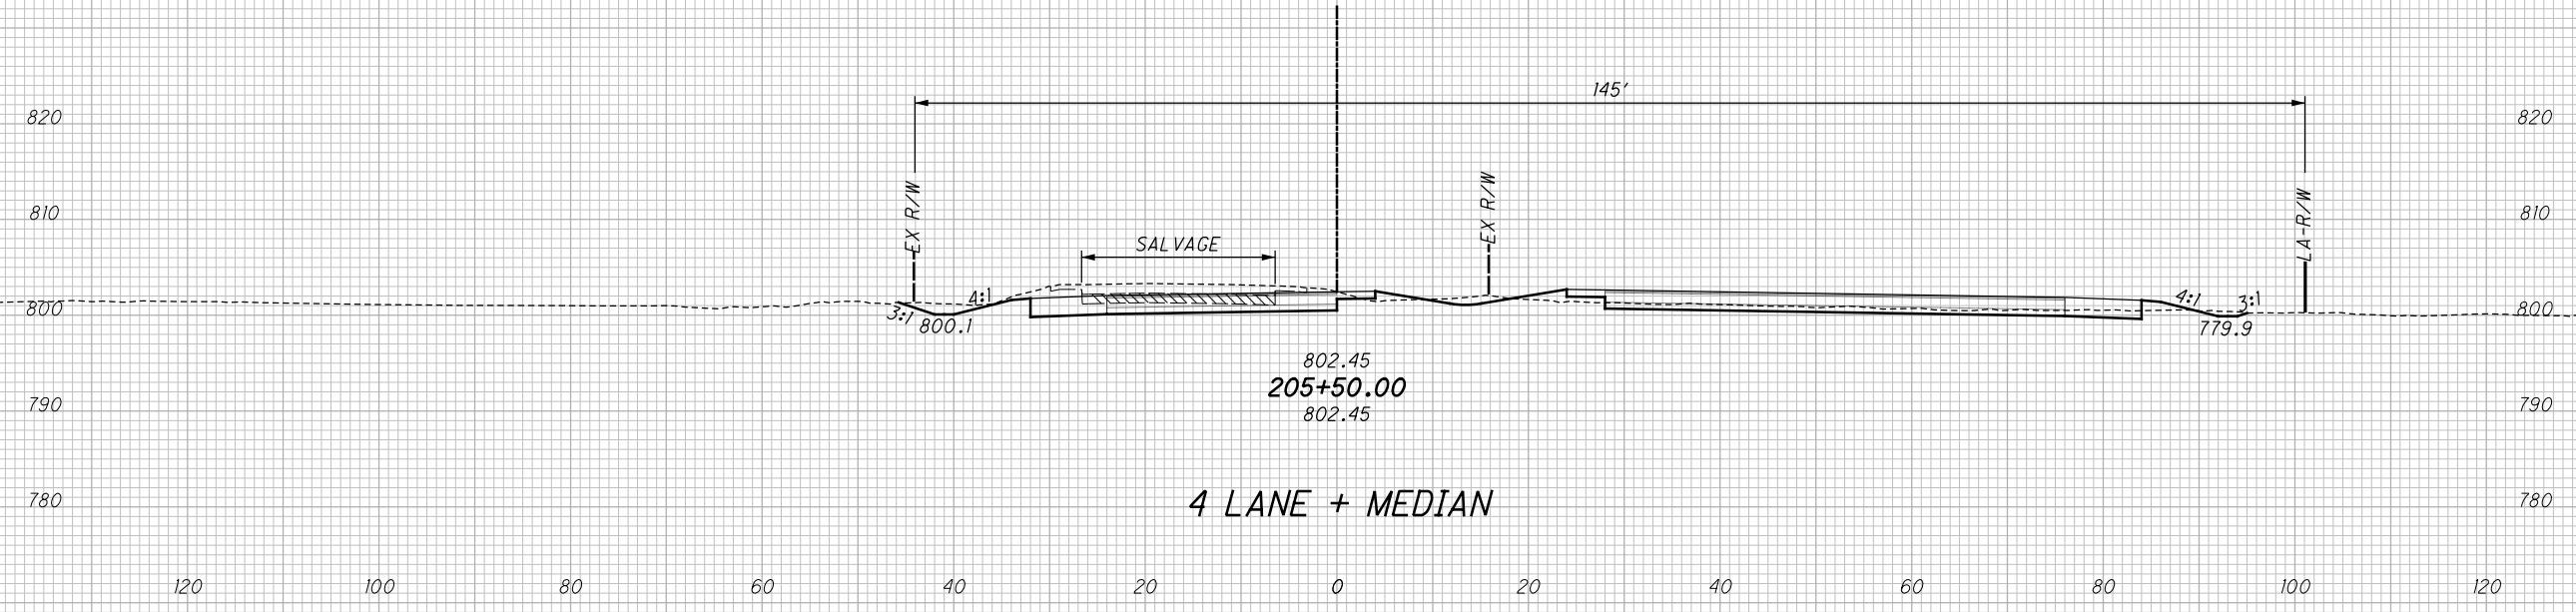 145'
820 820
EX R/W EX R/W LA-R/W
810 810
SALVAGE
4:1 4:1 3:1
800 3:1 800.1 779.9 800
802.45
205+50.00
790 802.45 790
780 4 LANE + MEDIAN 780
120 100 80 60 40 20 0 20 40 60 80 100 120